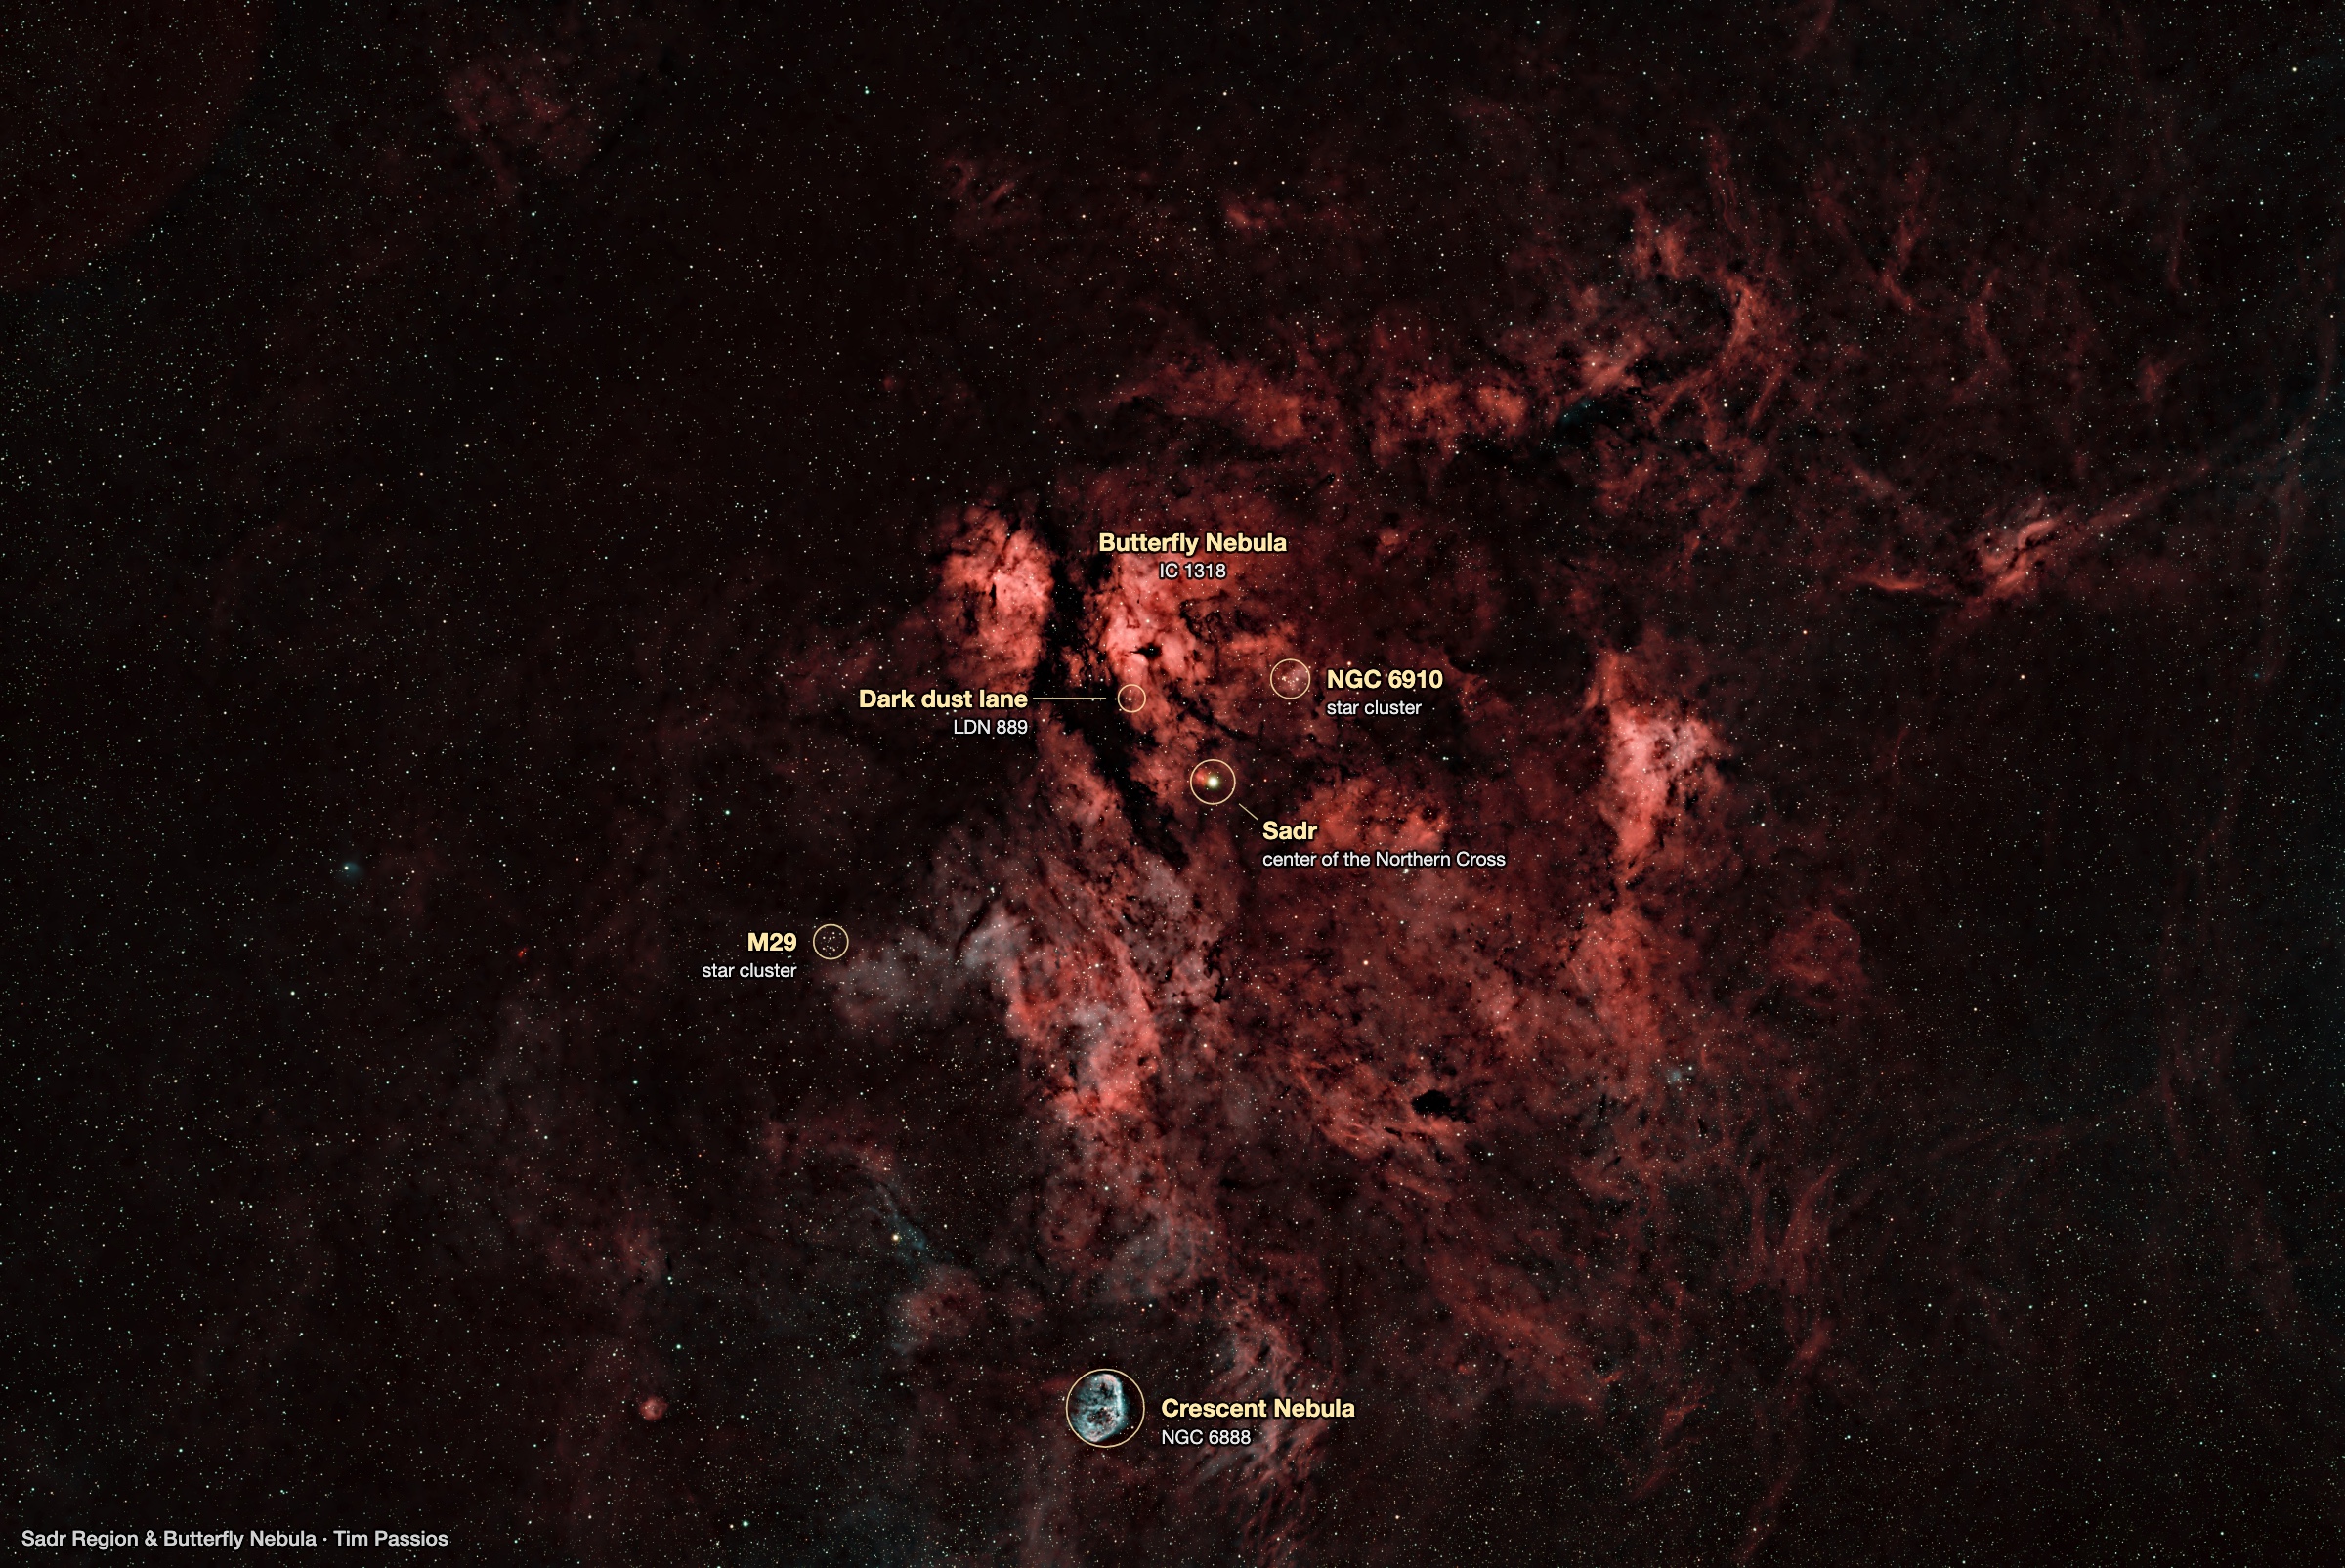 Butterfly Nebula
IC 1318
NGC 6910
star cluster
Dark dust lane
LDN 889
Sadr
center of the Northern Cross
M29
star cluster
Crescent Nebula
NGC 6888
Sadr Region & Butterfly Nebula · Tim Passios